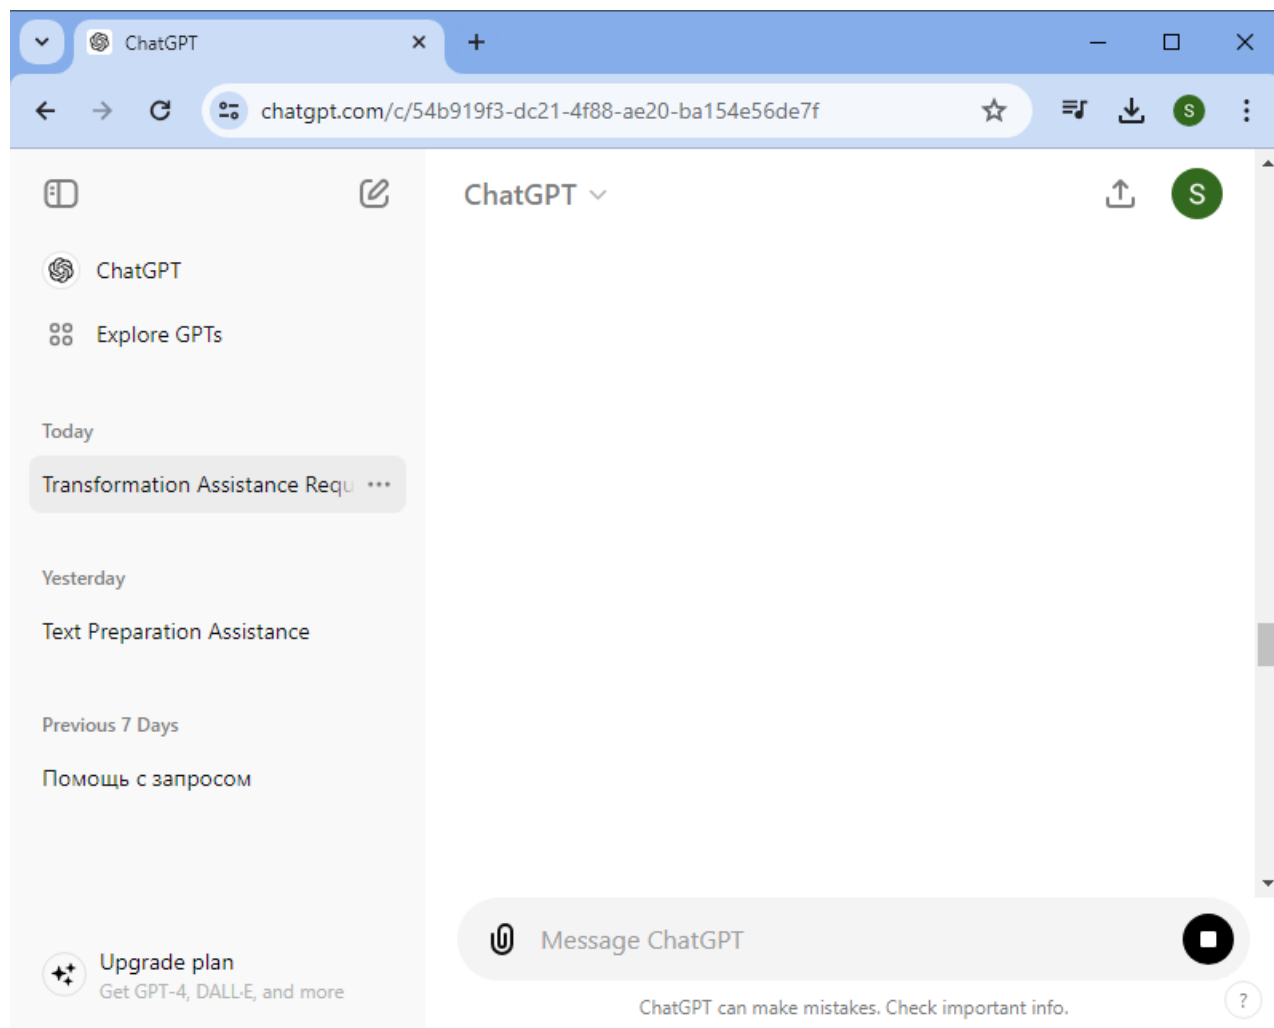 ChatGPT
chatgpt.com/c/54b919f3-dc21-4f88-ae20-ba154e56de7f
S
ChatGPT
S
ChatGPT
Explore GPTs
Today
Transformation Assistance Requ
Yesterday
Text Preparation Assistance
Previous 7 Days
Помощь с запросом
Upgrade plan
Get GPT-4, DALL·E, and more
Message ChatGPT
ChatGPT can make mistakes. Check important info.
?